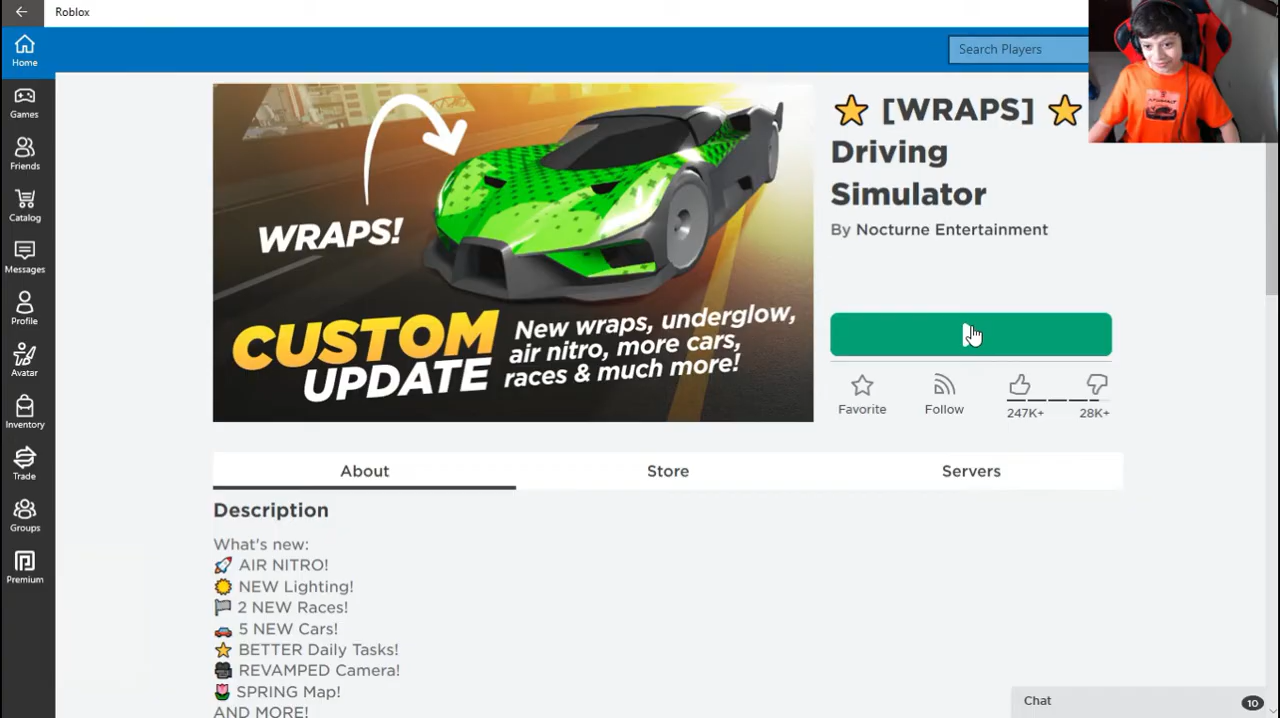 Roblox
Home
Search Players
Games
Friends
Catalog
Messages
Profile
Avatar
Inventory
Trade
Groups
Premium
WRAPS!
CUSTOM
UPDATE
New wraps, underglow,
air nitro, more cars,
races & much more!
⭐ [WRAPS] ⭐
Driving
Simulator
By Nocturne Entertainment
Favorite
Follow
247K+
28K+
About
Store
Servers
Description
What's new:
🚀 AIR NITRO!
☀️ NEW Lighting!
🏁 2 NEW Races!
🚗 5 NEW Cars!
⭐ BETTER Daily Tasks!
🎥 REVAMPED Camera!
🌷 SPRING Map!
AND MORE!
Chat
10